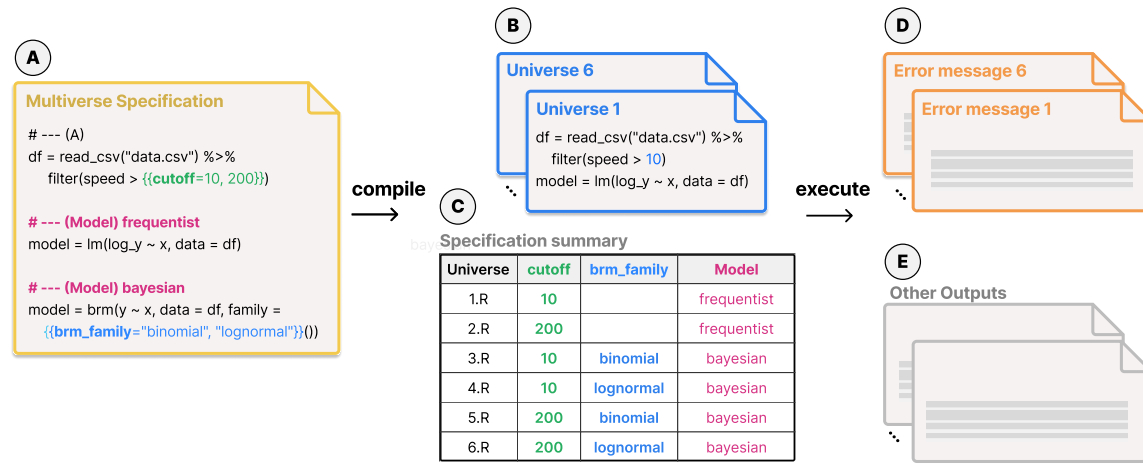 A
Multiverse Specification
# --- (A)
df = read_csv("data.csv") %>%
filter(speed > {{cutoff=10, 200}})
# --- (Model) frequentist
model = lm(log_y ~ x, data = df)
# --- (Model) bayesian
model = brm(y ~ x, data = df, family =
{{brm_family="binomial", "lognormal"}}())
compile
B
Universe 6
Universe 1
df = read_csv("data.csv") %>%
filter(speed > 10)
model = lm(log_y ~ x, data = df)
C
Specification summary
Universe cutoff brm_family Model
1.R 10 frequentist
2.R 200 frequentist
3.R 10 binomial bayesian
4.R 10 lognormal bayesian
5.R 200 binomial bayesian
6.R 200 lognormal bayesian
execute
D
Error message 6
Error message 1
E
Other Outputs